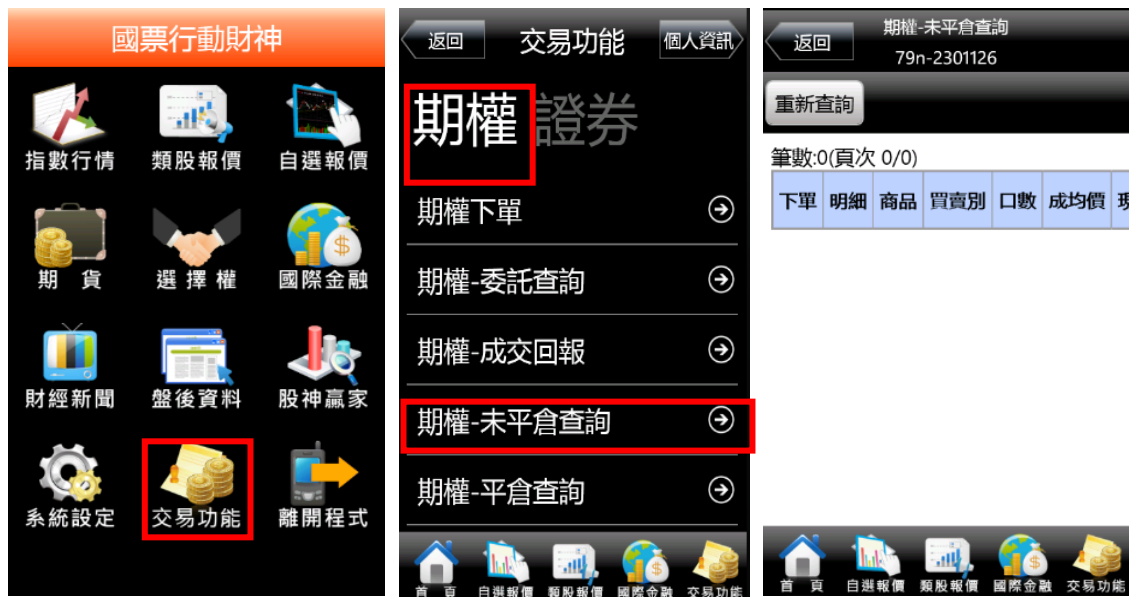 國票行動財神
指數行情
類股報價
自選報價
期 貨
選 擇 權
國際金融
財經新聞
盤後資料
股神贏家
系統設定
交易功能
離開程式
返回
交易功能
個人資訊
期權 證券
期權下單
期權-委託查詢
期權-成交回報
期權-未平倉查詢
期權-平倉查詢
首 頁
自選報價
類股報價
國際金融
交易功能
返回
期權-未平倉查詢
79n-2301126
重新查詢
筆數:0(頁次 0/0)
下單 明細 商品 買賣別 口數 成均價
首 頁
自選報價
類股報價
國際金融
交易功能